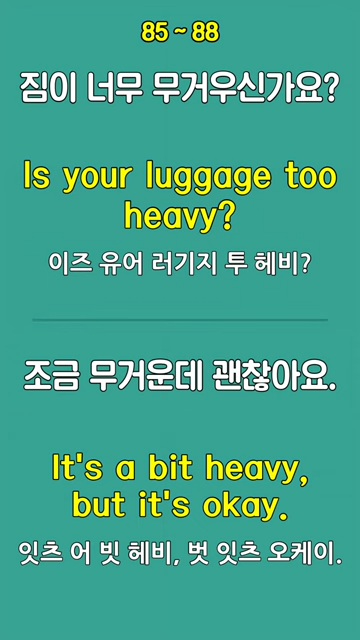 85 ~ 88
짐이 너무 무거우신가요?
Is your luggage too
heavy?
이즈 유어 러기지 투 헤비?
조금 무거운데 괜찮아요.
It's a bit heavy,
but it's okay.
잇츠 어 빗 헤비, 벗 잇츠 오케이.